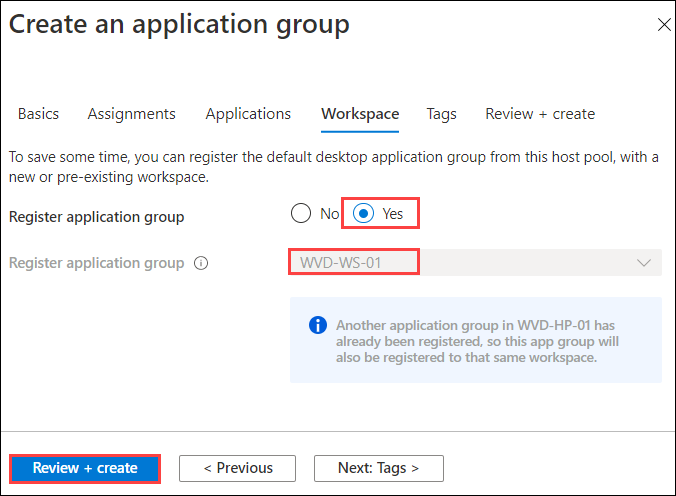 Create an application group
Basics Assignments Applications Workspace Tags Review + create
To save some time, you can register the default desktop application group from this host pool, with a
new or pre-existing workspace.
Register application group No Yes
Register application group WVD-WS-01
Another application group in WVD-HP-01 has
already been registered, so this app group will
also be registered to that same workspace.
Review + create < Previous Next: Tags >